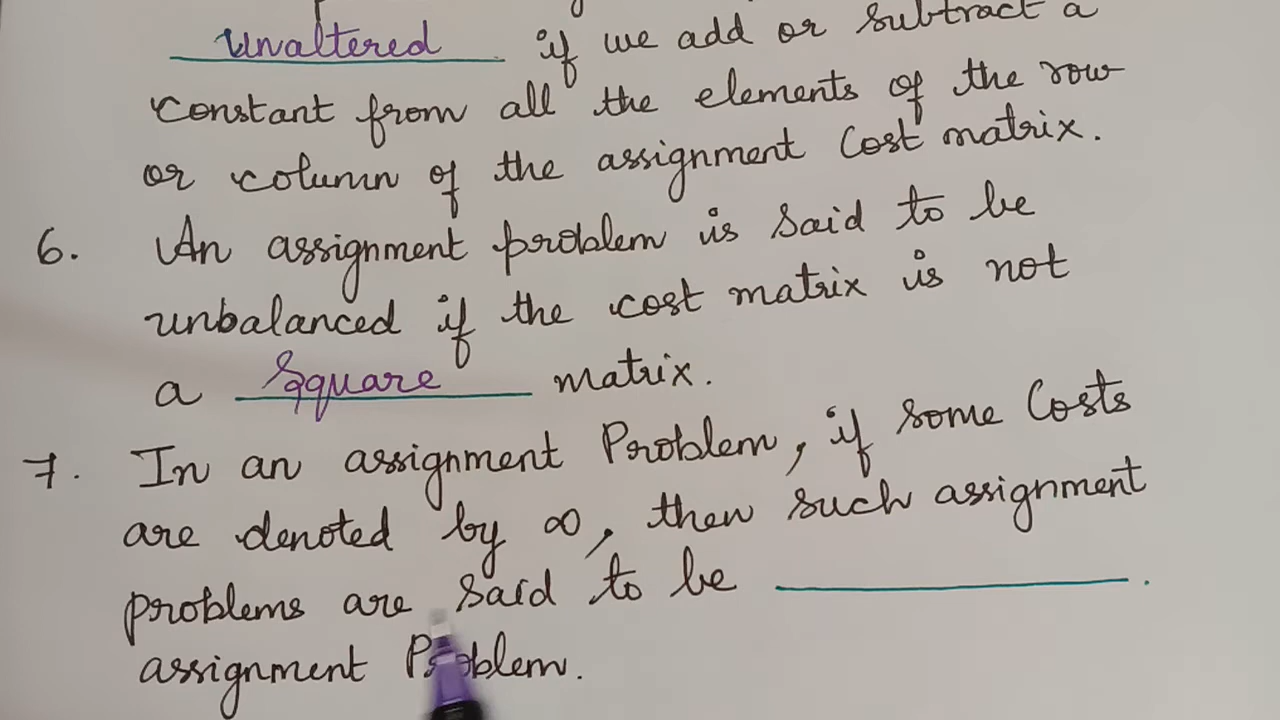 unaltered if we add or subtract a
constant from all the elements of the row
or column of the assignment cost matrix.
6. An assignment problem is said to be
unbalanced if the cost matrix is not
a square matrix.
7. In an assignment Problem, if some Costs
are denoted by ∞, then such assignment
problems are said to be ____________.
assignment Problem.